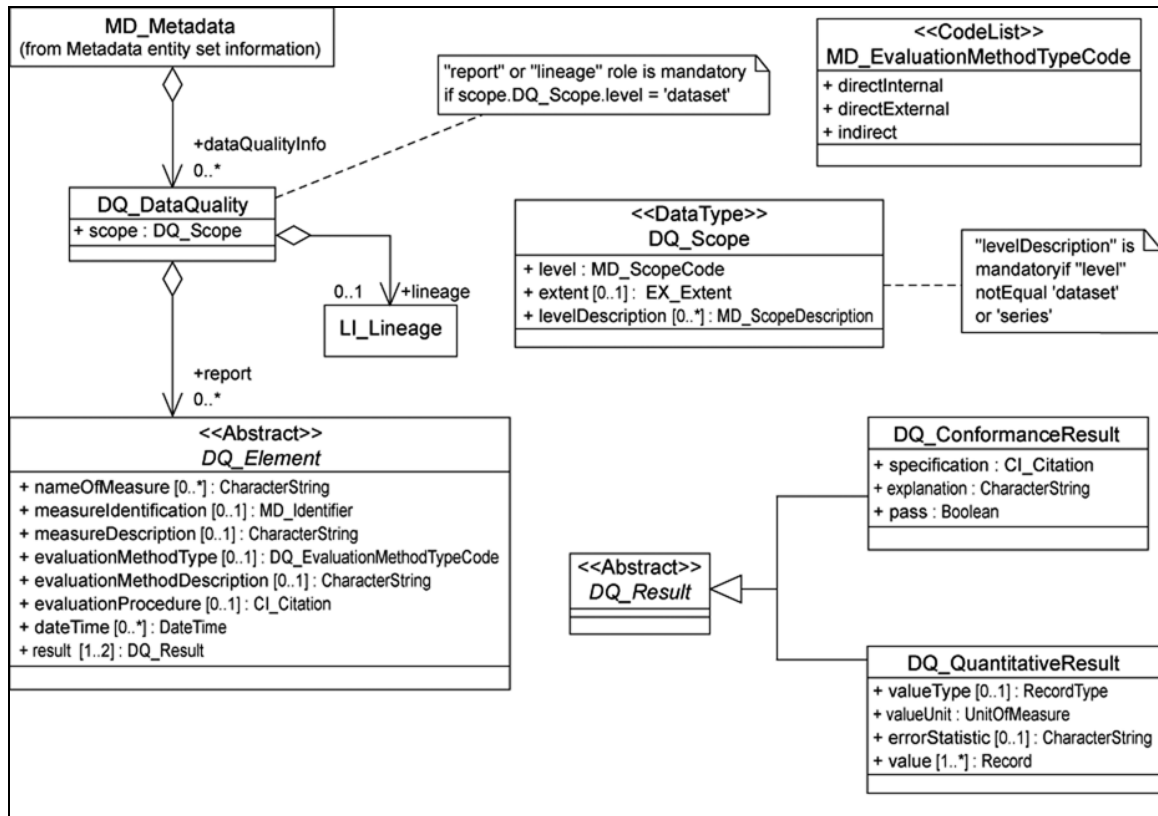 MD_Metadata
(from Metadata entity set information)
+dataQualityInfo
0..*
"report" or "lineage" role is mandatory
if scope.DQ_Scope.level = 'dataset'
<<CodeList>>
MD_EvaluationMethodTypeCode
+ directInternal
+ directExternal
+ indirect
DQ_DataQuality
+ scope : DQ_Scope
0..1
+lineage
LI_Lineage
<<DataType>>
DQ_Scope
+ level : MD_ScopeCode
+ extent [0..1] : EX_Extent
+ levelDescription [0..*] : MD_ScopeDescription
"levelDescription" is
mandatoryif "level"
notEqual 'dataset'
or 'series'
+report
0..*
<<Abstract>>
DQ_Element
+ nameOfMeasure [0..*] : CharacterString
+ measureIdentification [0..1] : MD_Identifier
+ measureDescription [0..1] : CharacterString
+ evaluationMethodType [0..1] : DQ_EvaluationMethodTypeCode
+ evaluationMethodDescription [0..1] : CharacterString
+ evaluationProcedure [0..1] : CI_Citation
+ dateTime [0..*] : DateTime
+ result [1..2] : DQ_Result
<<Abstract>>
DQ_Result
DQ_ConformanceResult
+ specification : CI_Citation
+ explanation : CharacterString
+ pass : Boolean
DQ_QuantitativeResult
+ valueType [0..1] : RecordType
+ valueUnit : UnitOfMeasure
+ errorStatistic [0..1] : CharacterString
+ value [1..*] : Record